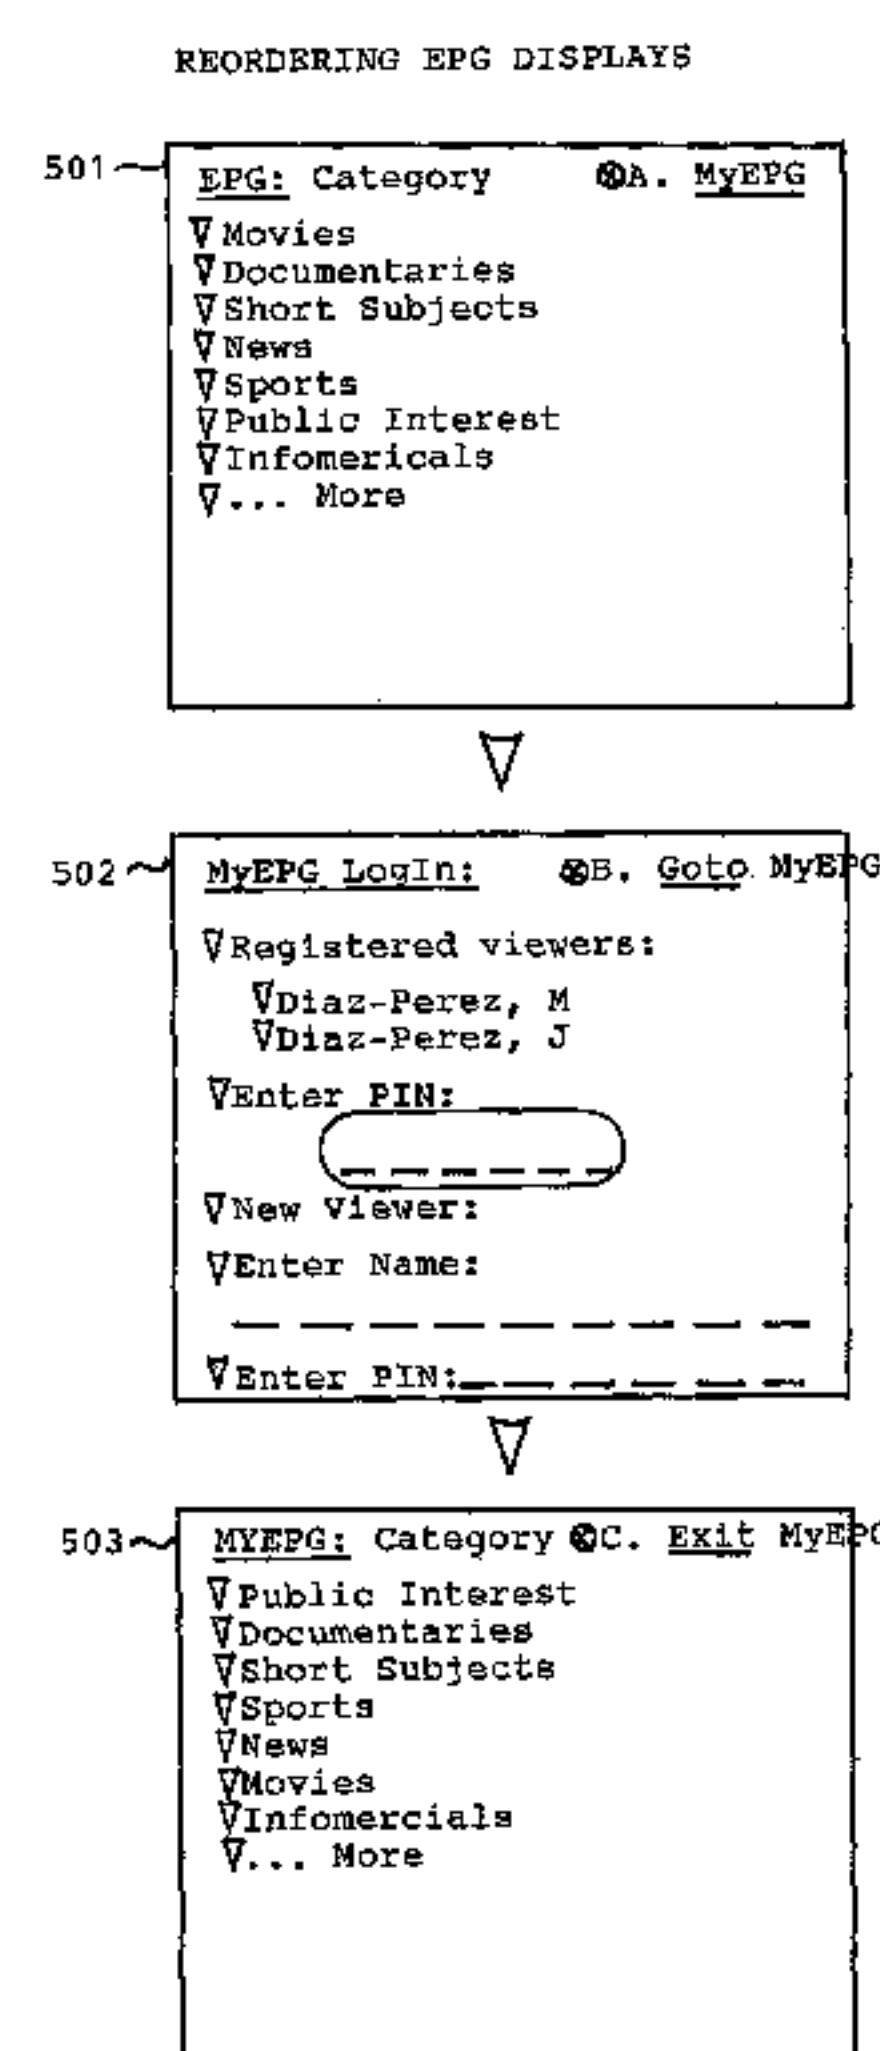 REORDERING EPG DISPLAYS
501
EPG: Category A. MyEPG
Movies
Documentaries
Short Subjects
News
Sports
Public Interest
Infomericals
... More
502
MyEPG LogIn: B. Goto MyEPG
Registered viewers:
Diaz-Perez, M
Diaz-Perez, J
Enter PIN:
New Viewer:
Enter Name:
Enter PIN:
503
MYEPG: Category C. Exit MyEPG
Public Interest
Documentaries
Short Subjects
Sports
News
Movies
Infomercials
... More